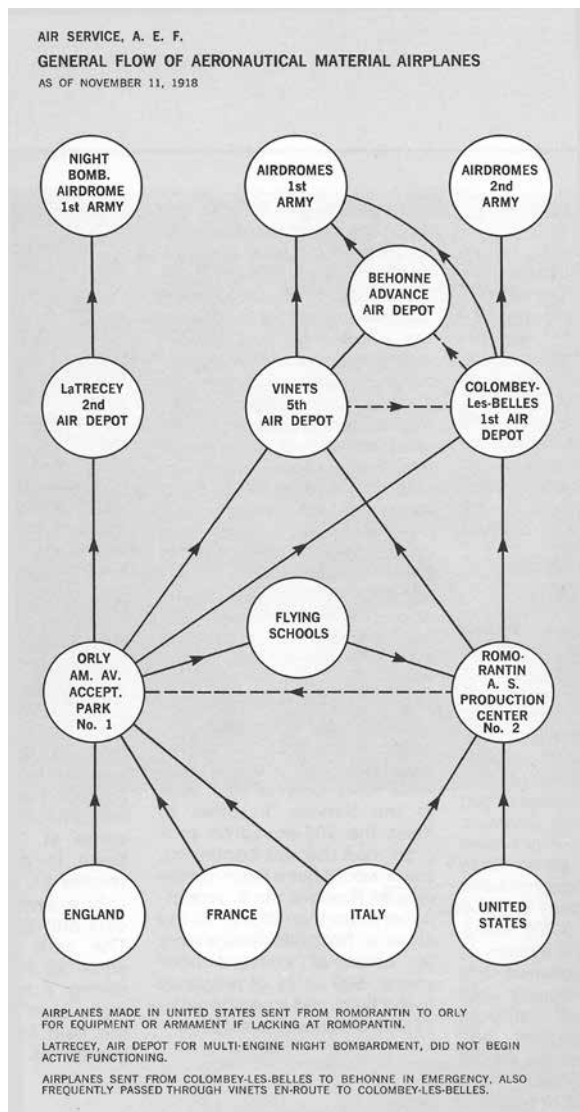 AIR SERVICE, A. E. F.
GENERAL FLOW OF AERONAUTICAL MATERIAL AIRPLANES
AS OF NOVEMBER 11, 1918
NIGHT
BOMB.
AIRDROME
1st ARMY
AIRDROMES
1st
ARMY
AIRDROMES
2nd
ARMY
BEHONNE
ADVANCE
AIR DEPOT
LaTRECEY
2nd
AIR DEPOT
VINETS
5th
AIR DEPOT
COLOMBEY-
Les-BELLES
1st AIR
DEPOT
FLYING
SCHOOLS
ORLY
AM. AV.
ACCEPT.
PARK
No. 1
ROMO-
RANTIN
A. S.
PRODUCTION
CENTER
No. 2
ENGLAND
FRANCE
ITALY
UNITED
STATES
AIRPLANES MADE IN UNITED STATES SENT FROM ROMORANTIN TO ORLY
FOR EQUIPMENT OR ARMAMENT IF LACKING AT ROMOPANTIN.
LATRECEY, AIR DEPOT FOR MULTI-ENGINE NIGHT BOMBARDMENT, DID NOT BEGIN
ACTIVE FUNCTIONING.
AIRPLANES SENT FROM COLOMBEY-LES-BELLES TO BEHONNE IN EMERGENCY, ALSO
FREQUENTLY PASSED THROUGH VINETS EN-ROUTE TO COLOMBEY-LES-BELLES.